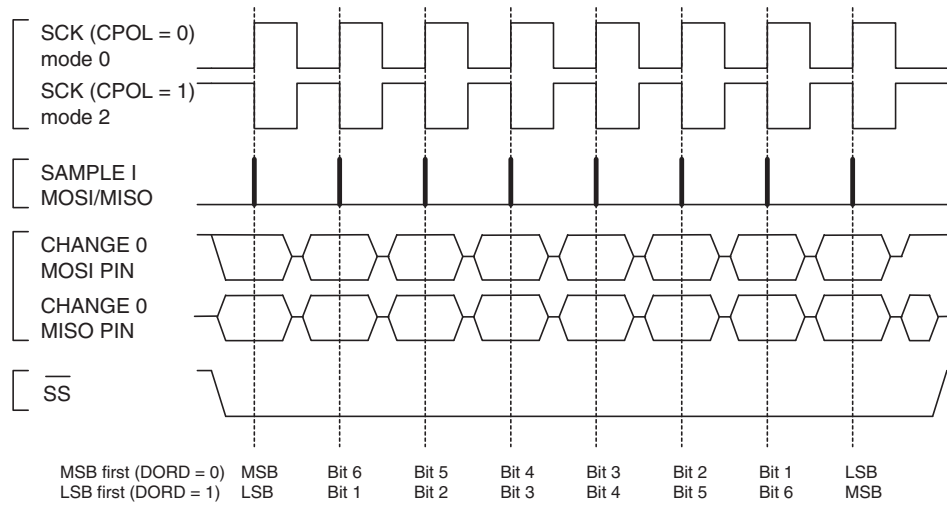 SCK (CPOL = 0)
mode 0
SCK (CPOL = 1)
mode 2
SAMPLE I
MOSI/MISO
CHANGE 0
MOSI PIN
CHANGE 0
MISO PIN
SS
MSB first (DORD = 0) MSB Bit 6 Bit 5 Bit 4 Bit 3 Bit 2 Bit 1 LSB
LSB first (DORD = 1) LSB Bit 1 Bit 2 Bit 3 Bit 4 Bit 5 Bit 6 MSB